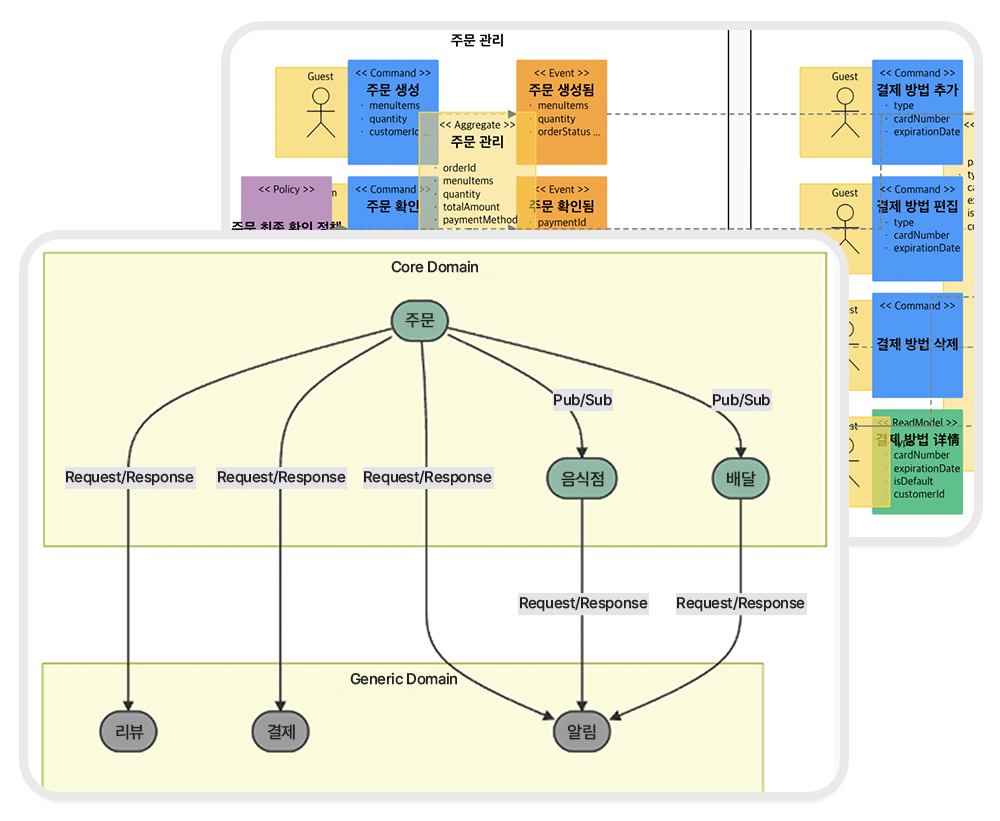 주문 관리
Guest
<< Command >>
주문 생성
· menuItems
· quantity
· customerId ...
<< Event >>
주문 생성됨
· menuItems
· quantity
· orderStatus ...
<< Aggregate >>
주문 관리
· orderId
· menuItems
· quantity
· totalAmount
· paymentMethod
<< Policy >>
주문 최종 확인 정책
<< Command >>
주문 확인
<< Event >>
주문 확인됨
· paymentId
Guest
<< Command >>
결제 방법 추가
· type
· cardNumber
· expirationDate
Guest
<< Command >>
결제 방법 편집
· type
· cardNumber
· expirationDate
<< Command >>
결제 방법 삭제
<< ReadModel >>
결제 방법 详情
· cardNumber
· expirationDate
· isDefault
· customerId
Core Domain
주문
Pub/Sub
Pub/Sub
Request/Response
Request/Response
Request/Response
음식점
배달
Request/Response
Request/Response
Generic Domain
리뷰
결제
알림